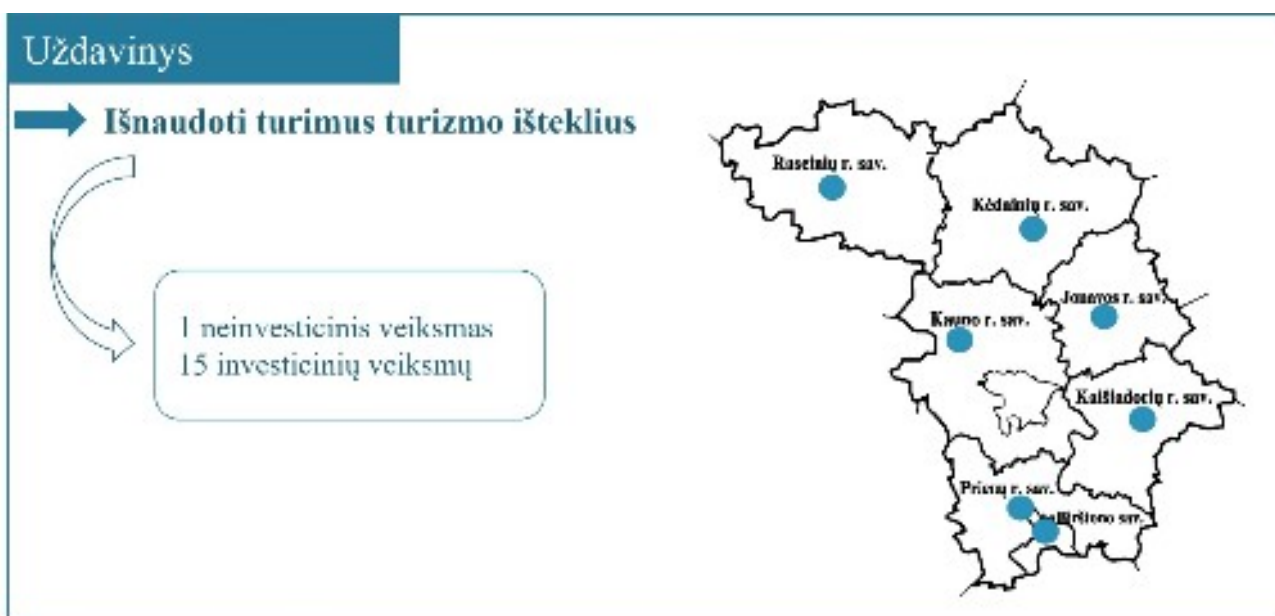 Uždavinys
Išnaudoti turimus turizmo išteklius
1 neinvesticinis veiksmas
15 investicinių veiksmų
Raseinių r. sav.
Kėdainių r. sav.
Jonavos r. sav.
Kauno r. sav.
Kaišiadorių r. sav.
Prienų r. sav.
Birštono sav.